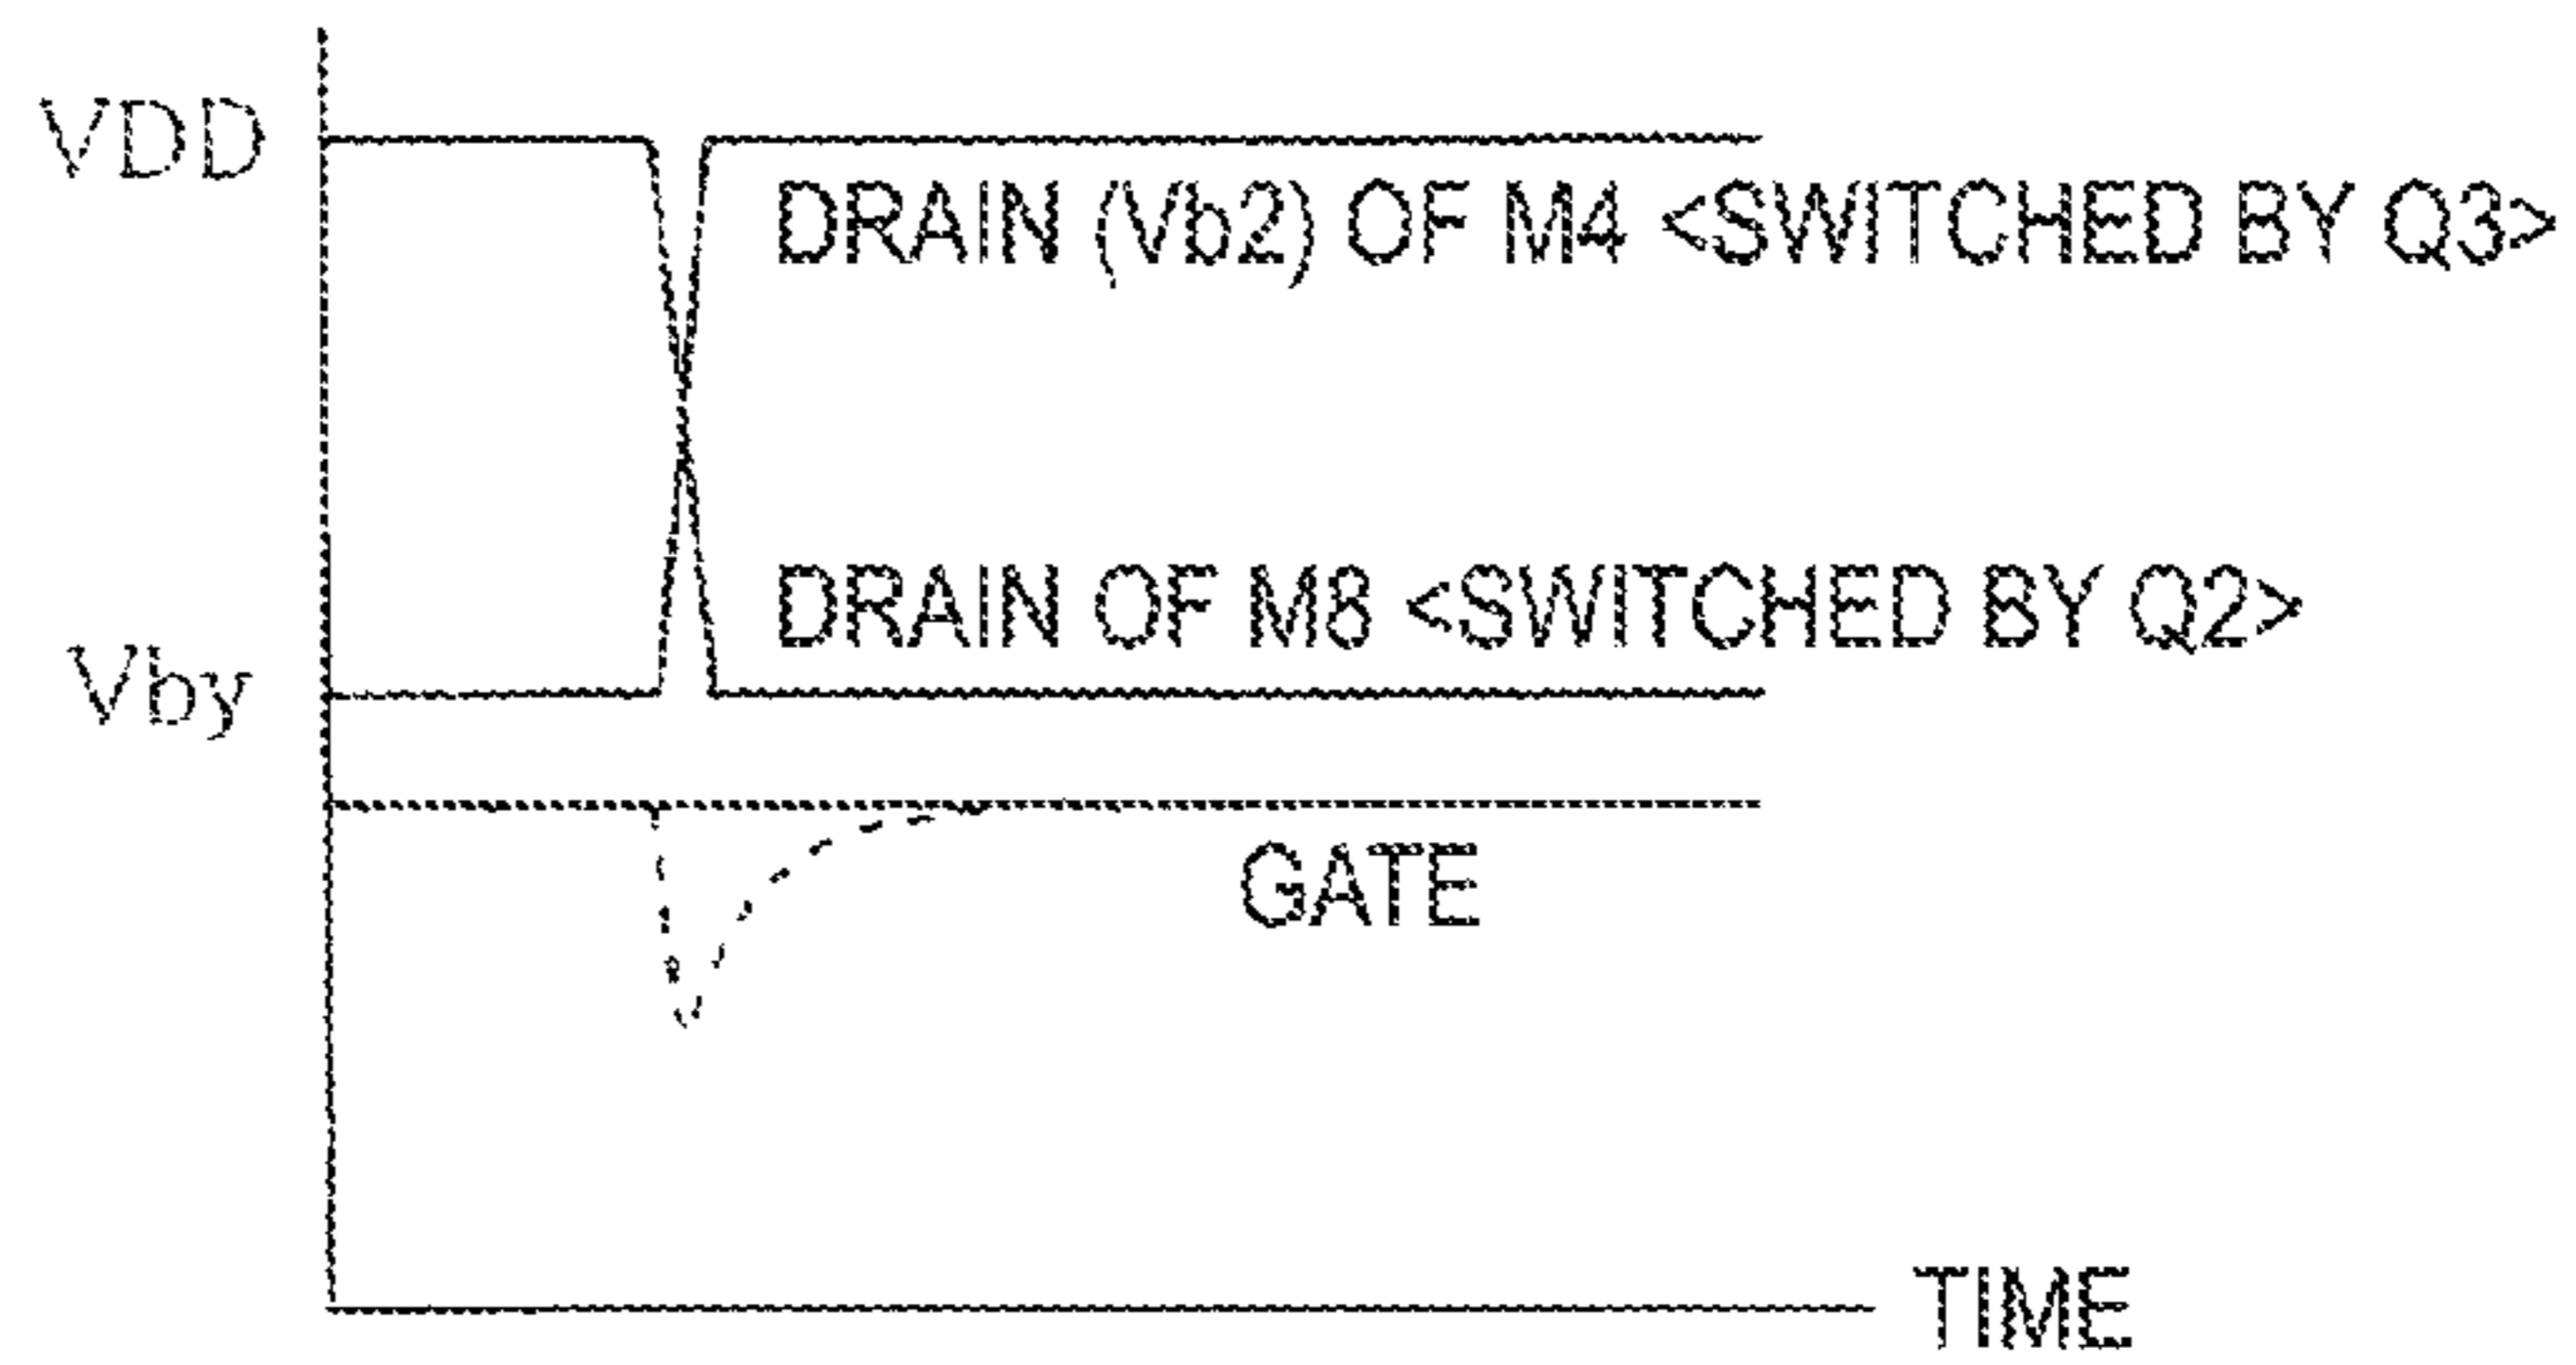 VDD
DRAIN (Vb2) OF M4 <SWITCHED BY Q3>
DRAIN OF M8 <SWITCHED BY Q2>
Vby
GATE
TIME